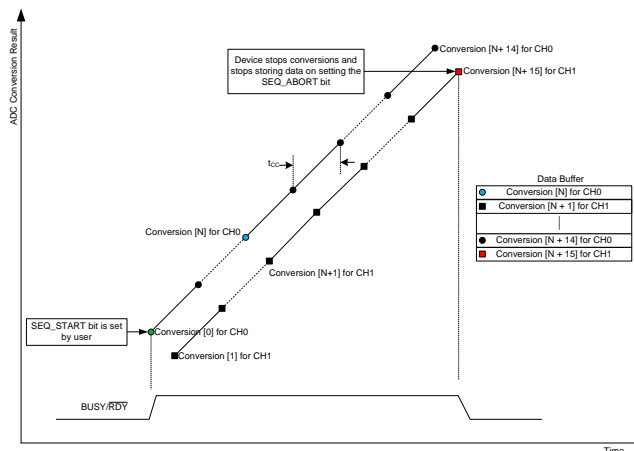 ADC Conversion Result
Conversion [N+ 14] for CH0
Device stops conversions and
stops storing data on setting the
SEQ_ABORT bit
Conversion [N+ 15] for CH1
tCC
Data Buffer
Conversion [N] for CH0
Conversion [N + 1] for CH1
Conversion [N + 14] for CH0
Conversion [N + 15] for CH1
Conversion [N] for CH0
Conversion [N+1] for CH1
SEQ_START bit is set
by user
Conversion [0] for CH0
Conversion [1] for CH1
BUSY/RDY
Time